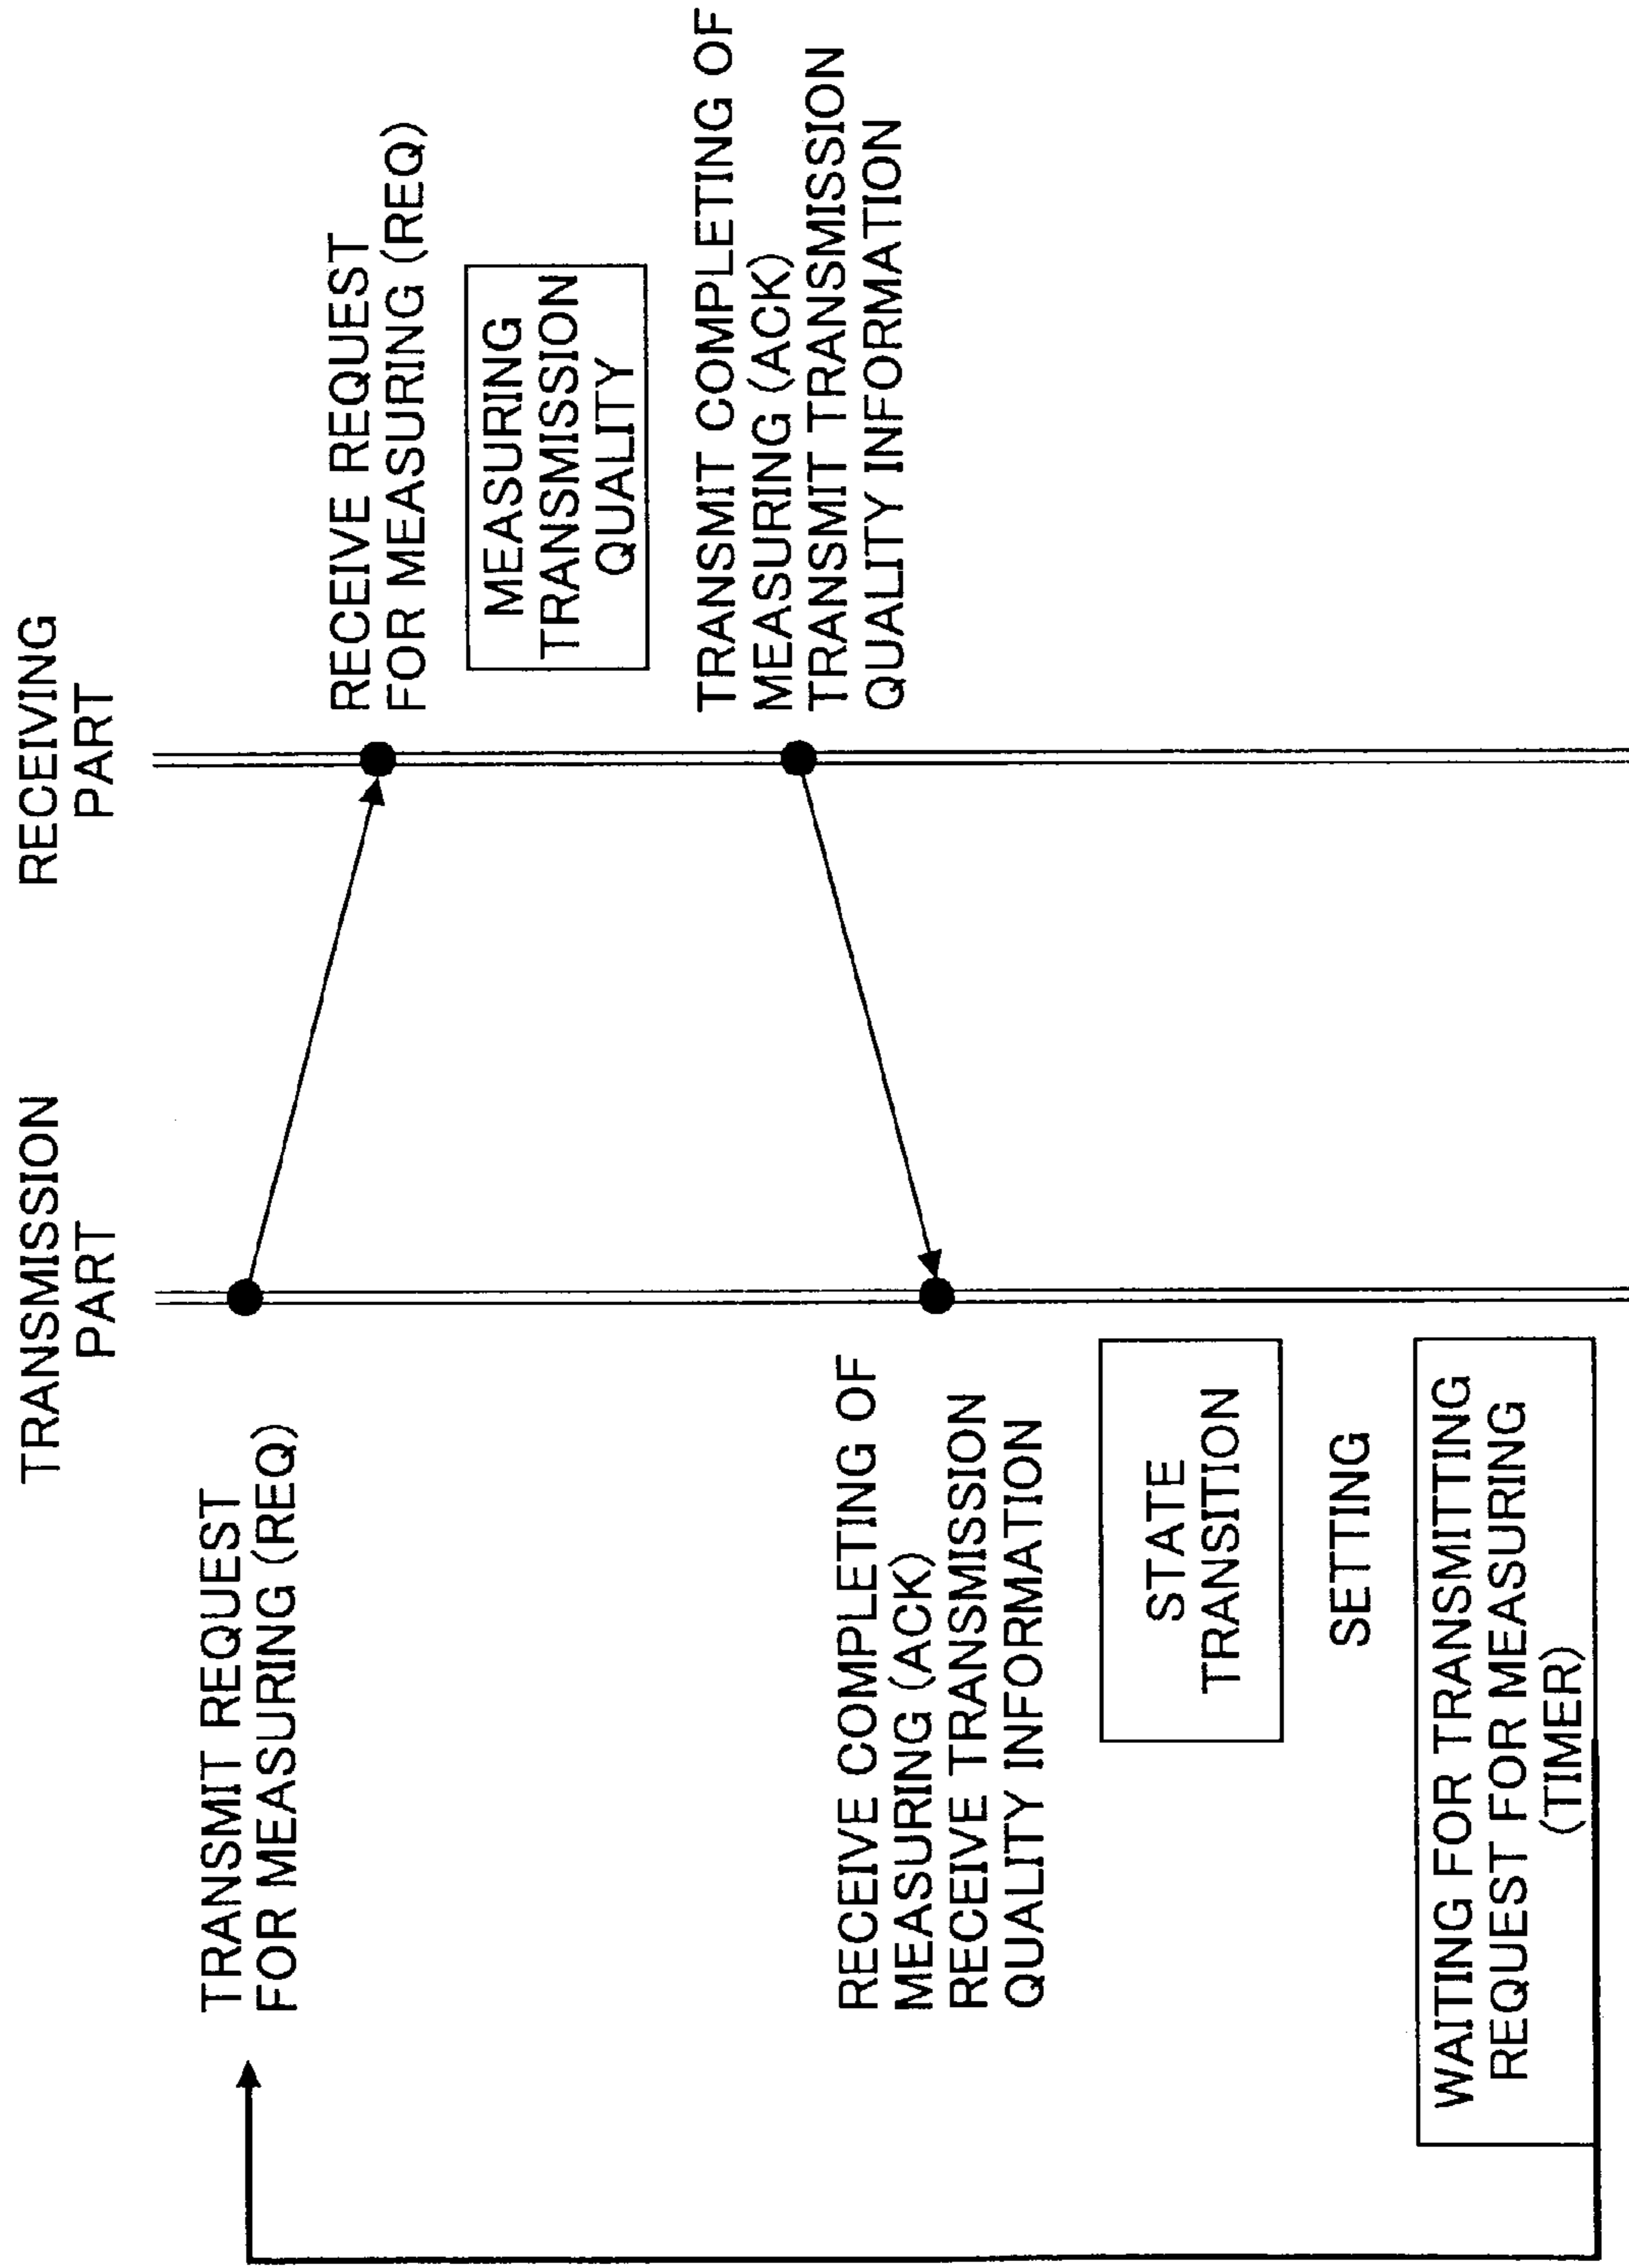 TRANSMISSION
PART
RECEIVING
PART
TRANSMIT REQUEST
FOR MEASURING (REQ)
RECEIVE REQUEST
FOR MEASURING (REQ)
MEASURING
TRANSMISSION
QUALITY
TRANSMIT COMPLETING OF
MEASURING (ACK)
TRANSMIT TRANSMISSION
QUALITY INFORMATION
RECEIVE COMPLETING OF
MEASURING (ACK)
RECEIVE TRANSMISSION
QUALITY INFORMATION
STATE
TRANSITION
SETTING
WAITING FOR TRANSMITTING
REQUEST FOR MEASURING
(TIMER)